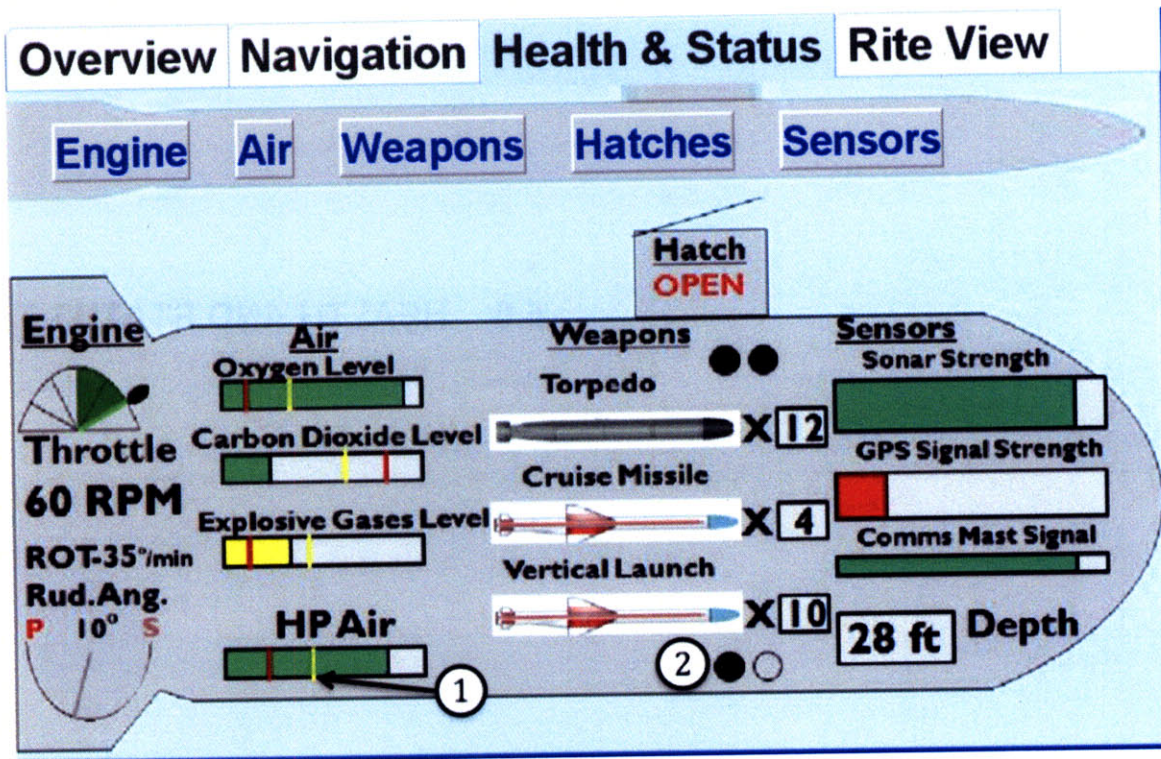 Overview Navigation Health & Status Rite View
Engine Air Weapons Hatches Sensors
Hatch
OPEN
Engine
Throttle
60 RPM
ROT-35°/min
Rud.Ang.
P 10° S
Air
Oxygen Level
Carbon Dioxide Level
Explosive Gases Level
HP Air
1
Weapons
Torpedo
X 12
Cruise Missile
X 4
Vertical Launch
X 10
2
Sensors
Sonar Strength
GPS Signal Strength
Comms Mast Signal
28 ft Depth